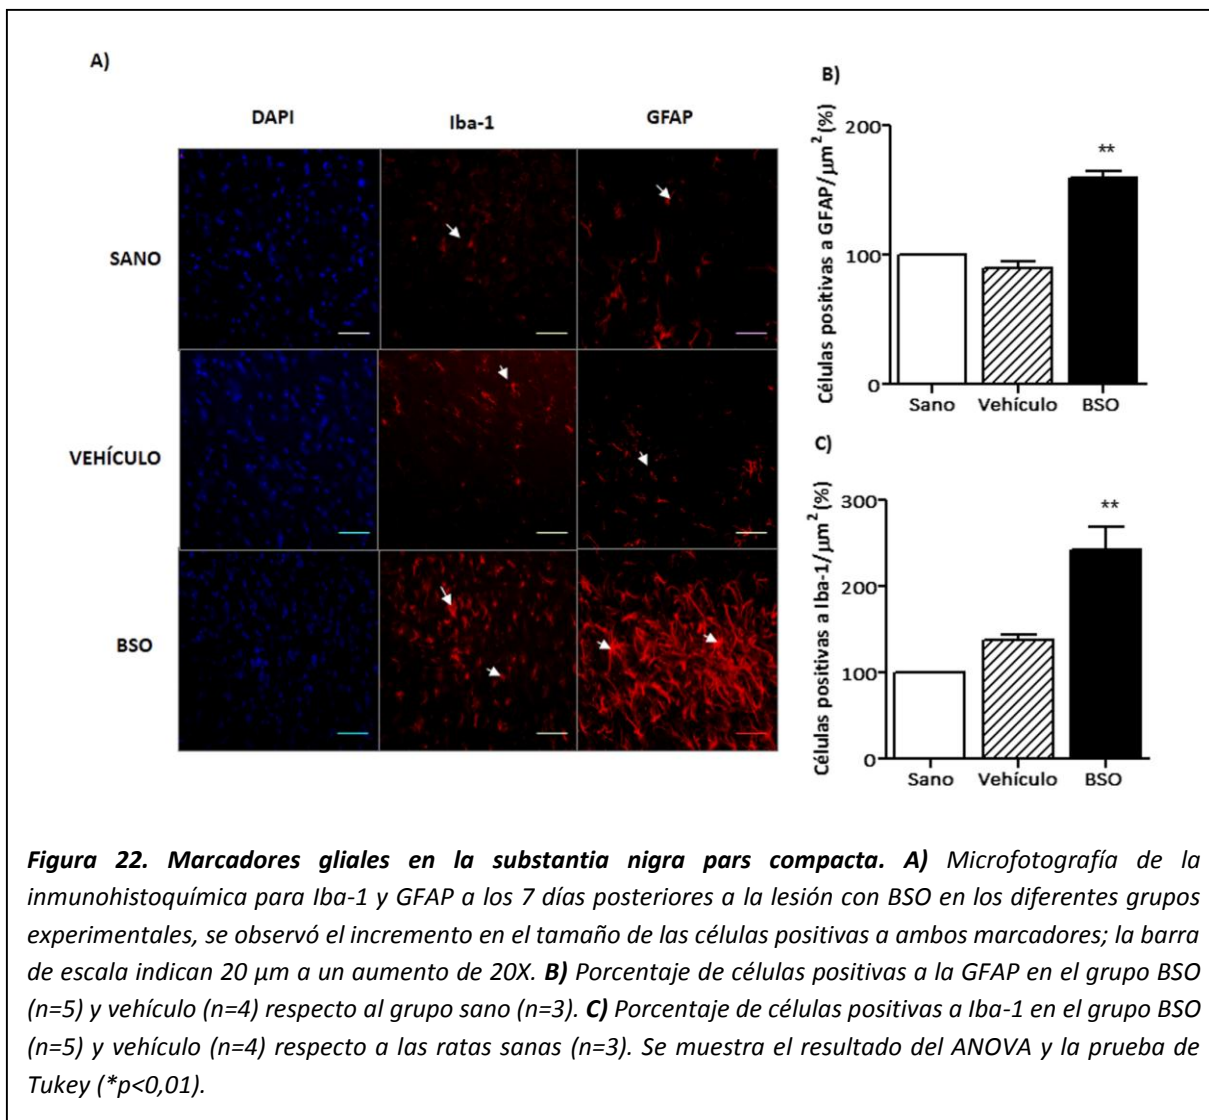 A)
DAPI
Iba-1
GFAP
SANO
VEHÍCULO
BSO
B)
Células positivas a GFAP/µm² (%)
200
100
0
**
Sano Vehículo BSO
C)
Células positivas a Iba-1/µm² (%)
300
200
100
0
**
Sano Vehículo BSO
Figura 22. Marcadores gliales en la substantia nigra pars compacta. A) Microfotografía de la
inmunohistoquímica para Iba-1 y GFAP a los 7 días posteriores a la lesión con BSO en los diferentes grupos
experimentales, se observó el incremento en el tamaño de las células positivas a ambos marcadores; la barra
de escala indican 20 µm a un aumento de 20X. B) Porcentaje de células positivas a la GFAP en el grupo BSO
(n=5) y vehículo (n=4) respecto al grupo sano (n=3). C) Porcentaje de células positivas a Iba-1 en el grupo BSO
(n=5) y vehículo (n=4) respecto a las ratas sanas (n=3). Se muestra el resultado del ANOVA y la prueba de
Tukey (*p<0,01).